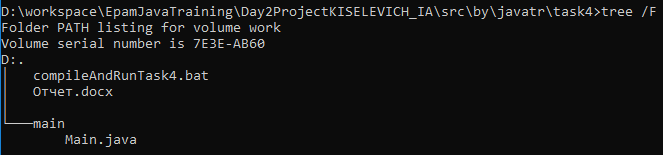 D:\workspace\EpamJavaTraining\Day2ProjectKISELEVICH_IA\src\by\javatr\task4>tree /F
Folder PATH listing for volume work
Volume serial number is 7E3E-AB60
D:.
│   compileAndRunTask4.bat
│   Отчет.docx
│
└───main
        Main.java